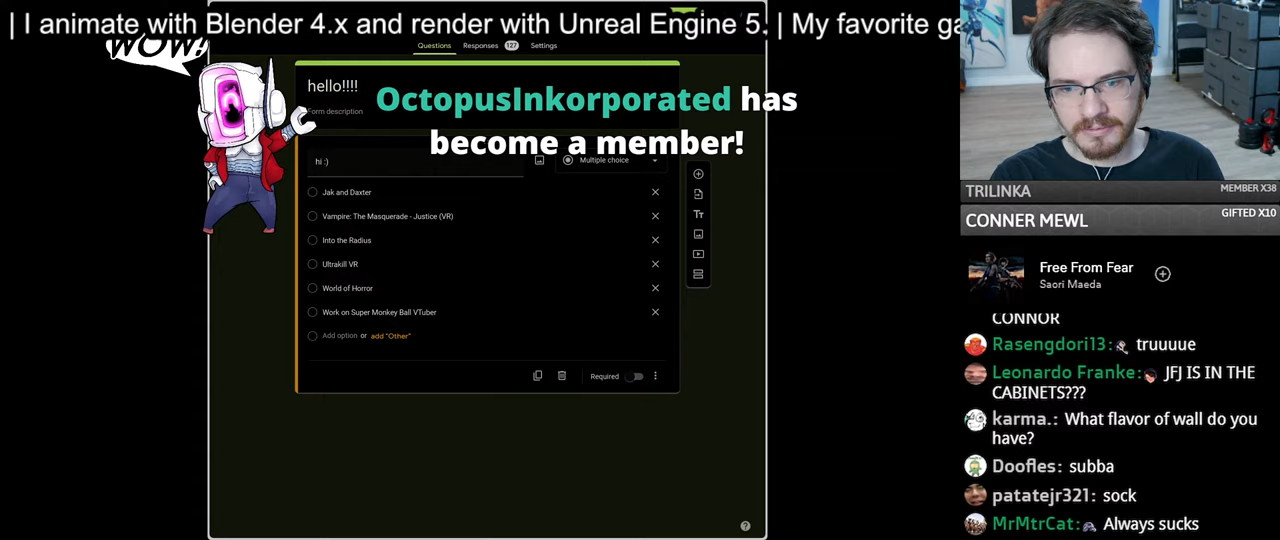 | I animate with Blender 4.x and render with Unreal Engine 5. | My favorite ga
WOW!
Questions
Responses 127
Settings
hello!!!!
Form description
OctopusInkorporated has
become a member!
hi :)
Multiple choice
Jak and Daxter
Vampire: The Masquerade - Justice (VR)
Into the Radius
Ultrakill VR
World of Horror
Work on Super Monkey Ball VTuber
Add option or add "Other"
Required
TRILINKA
MEMBER X38
CONNER MEWL
GIFTED X10
Free From Fear
Saori Maeda
CONNOR
Rasengdori13: truuuue
Leonardo Franke: JFJ IS IN THE
CABINETS???
karma.: What flavor of wall do you
have?
Doofles: subba
patatejr321: sock
MrMtrCat: Always sucks